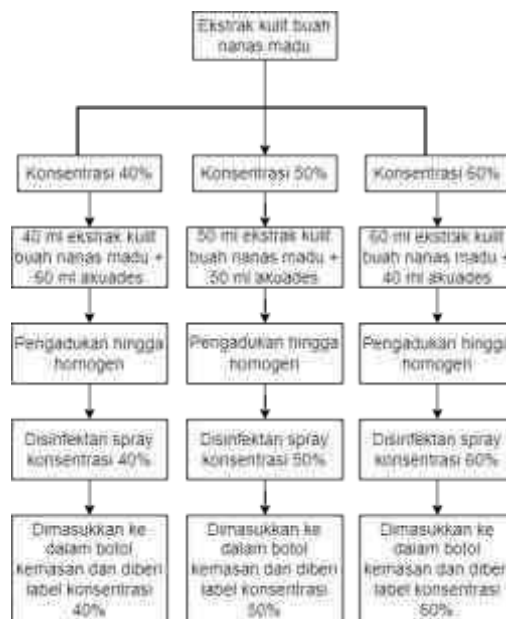 Ekstrak kulit buah
nanas madu
Konsentrasi 40%
Konsentrasi 50%
Konsentrasi 60%
40 ml ekstrak kulit
buah nanas madu +
60 ml akuades
50 ml ekstrak kulit
buah nanas madu +
50 ml akuades
60 ml ekstrak kulit
buah nanas madu +
40 ml akuades
Pengadukan hingga
homogen
Pengadukan hingga
homogen
Pengadukan hingga
homogen
Disinfektan spray
konsentrasi 40%
Disinfektan spray
konsentrasi 50%
Disinfektan spray
konsentrasi 60%
Dimasukkan ke
dalam botol
kemasan dan diberi
label konsentrasi
40%
Dimasukkan ke
dalam botol
kemasan dan diberi
label konsentrasi
50%
Dimasukkan ke
dalam botol
kemasan dan diberi
label konsentrasi
60%